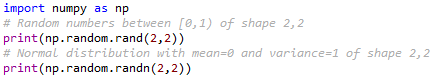 import numpy as np
# Random numbers between [0,1) of shape 2,2
print(np.random.rand(2,2))
# Normal distribution with mean=0 and variance=1 of shape 2,2
print(np.random.randn(2,2))